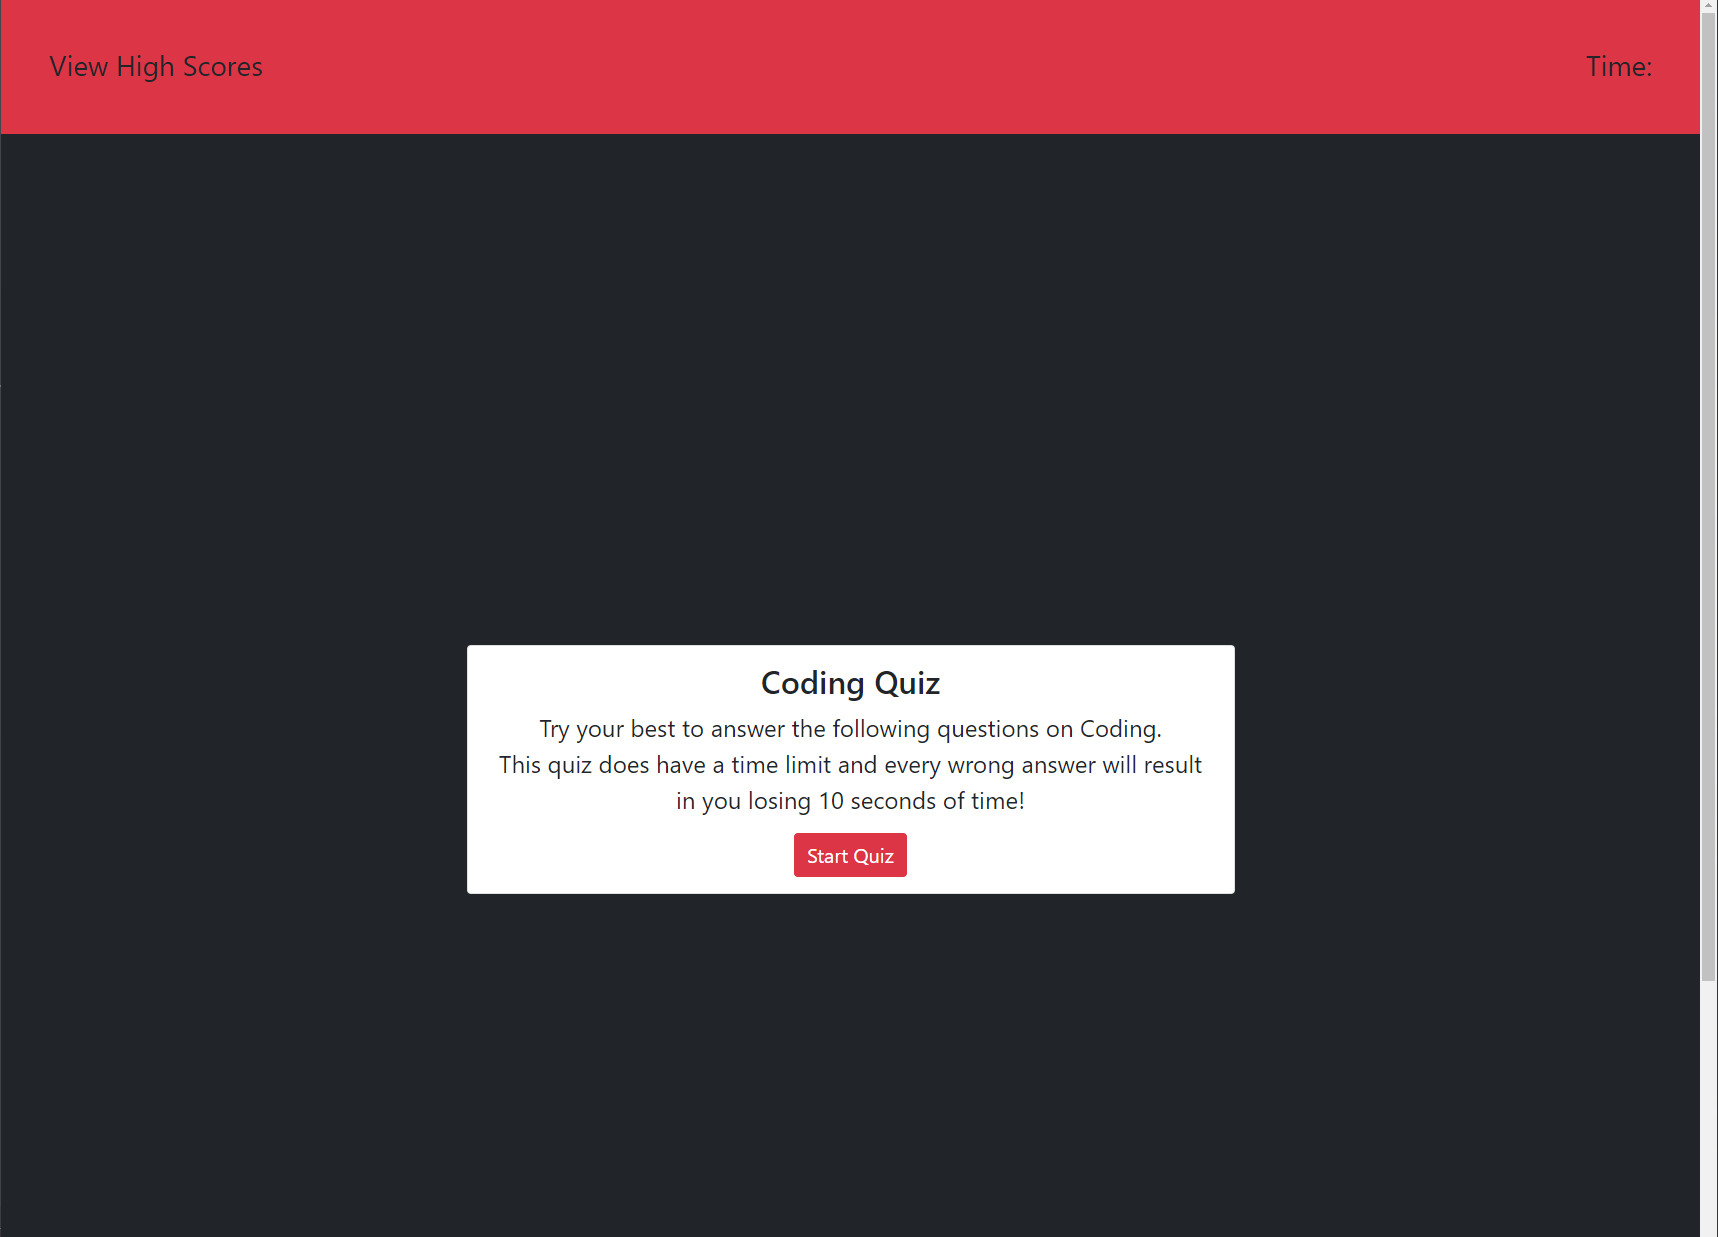 View High Scores
Time:
Coding Quiz
Try your best to answer the following questions on Coding.
This quiz does have a time limit and every wrong answer will result
in you losing 10 seconds of time!
Start Quiz